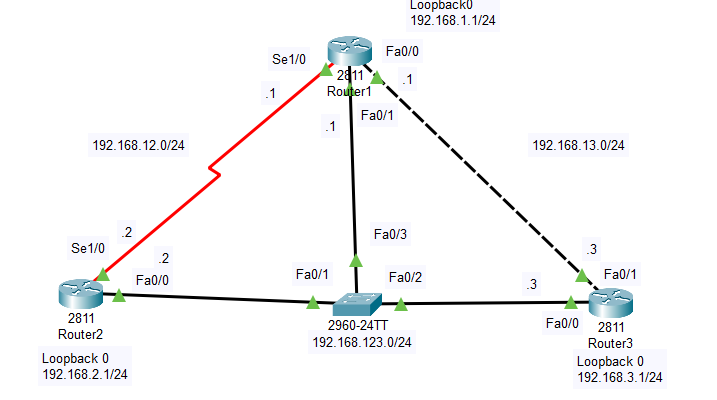 Loopback0
192.168.1.1/24
Se1/0
Fa0/0
2811
Router1
.1
.1
Fa0/1
.1
192.168.12.0/24
192.168.13.0/24
.2
Fa0/3
.3
Se1/0
.2
Fa0/0
Fa0/1
Fa0/2
.3
Fa0/1
2811
Router2
2960-24TT
192.168.123.0/24
Fa0/0
2811
Router3
Loopback 0
192.168.2.1/24
Loopback 0
192.168.3.1/24